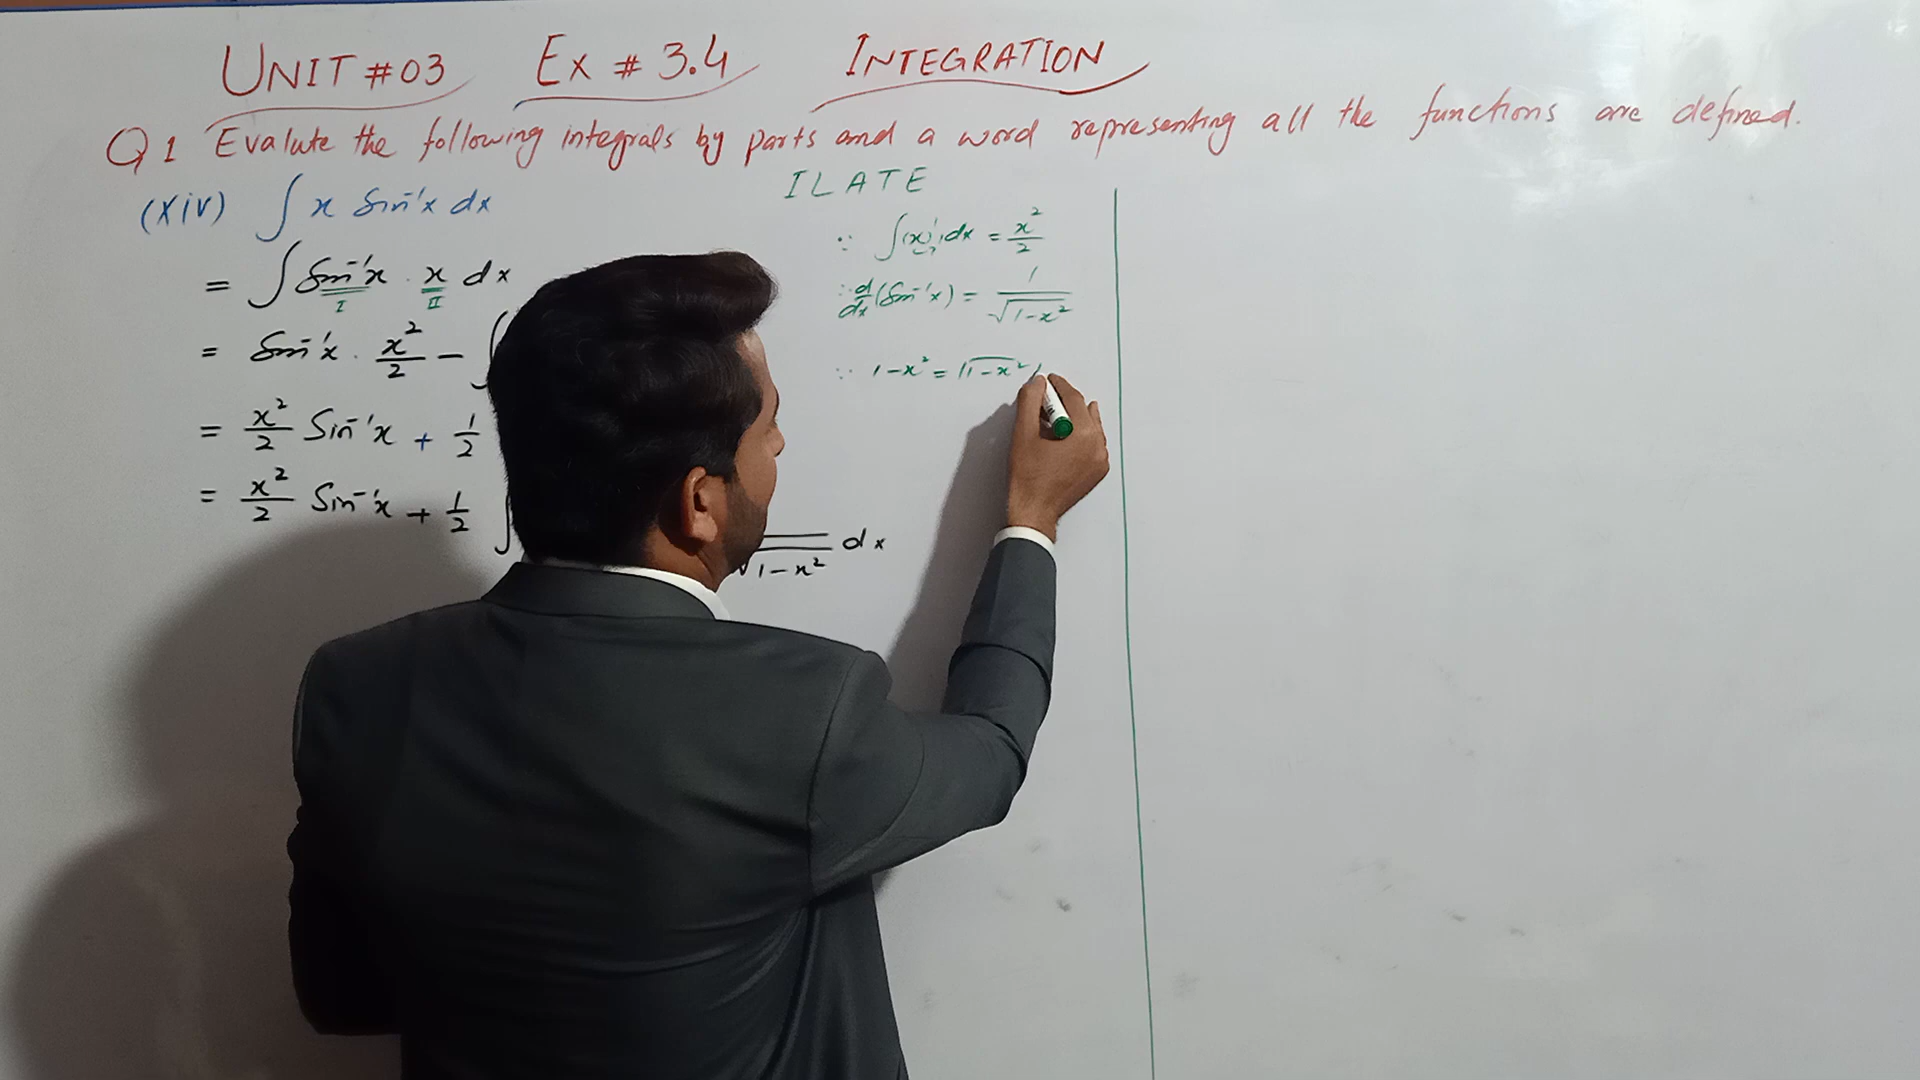 UNIT #03 Ex # 3.4 INTEGRATION
Q1 Evalute the following integrals by parts and a word representing all the functions are defined.
(xiv) ∫ x Sin⁻¹x dx
= ∫ Sin⁻¹x . x dx
I II
= Sin⁻¹x . x²/2 - ∫
= x²/2 Sin⁻¹x + 1/2
= x²/2 Sin⁻¹x + 1/2 ∫
√1-x² dx
ILATE
∵ ∫(x)¹dx = x²/2
∵ d/dx (Sin⁻¹x) = 1/√1-x²
∵ 1-x² = (√1-x²)